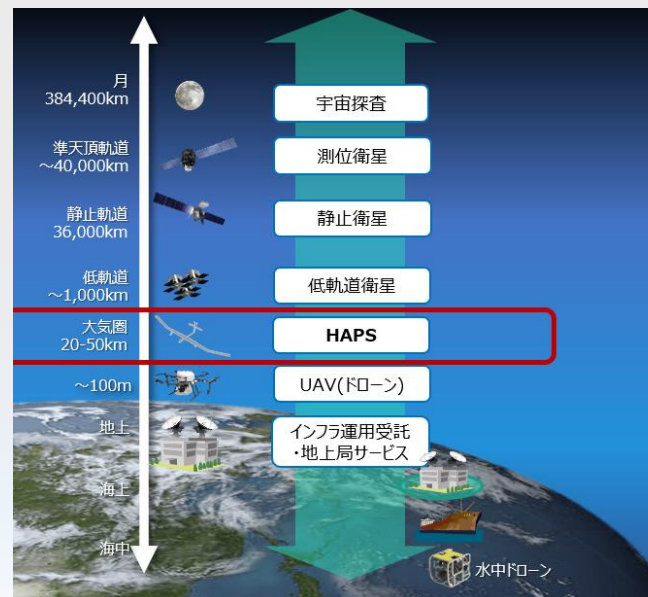 月
384,400km
宇宙探査
準天頂軌道
～40,000km
測位衛星
静止軌道
36,000km
静止衛星
低軌道
～1,000km
低軌道衛星
大気圏
20-50km
HAPS
～100m
UAV(ドローン)
地上
インフラ運用受託
・地上局サービス
海上
海中
水中ドローン